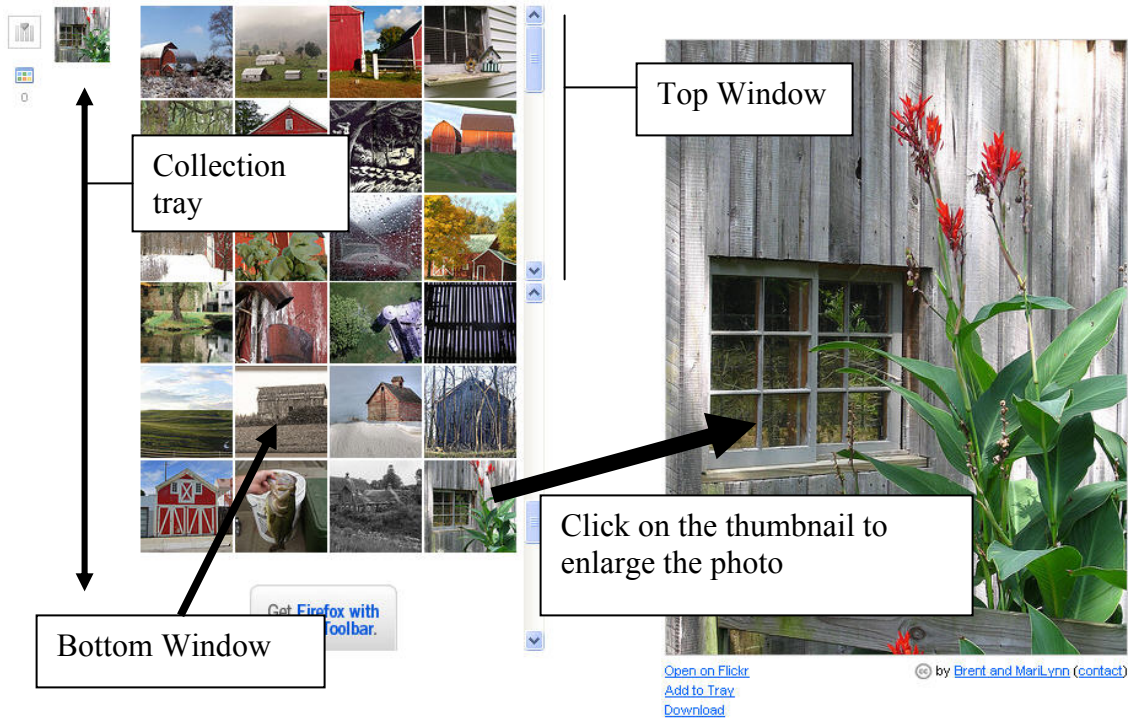 0
Top Window
Collection
tray
Click on the thumbnail to
enlarge the photo
Get Firefox with
Toolbar.
Bottom Window
Open on Flickr
Add to Tray
Download
cc by Brent and MariLynn (contact)